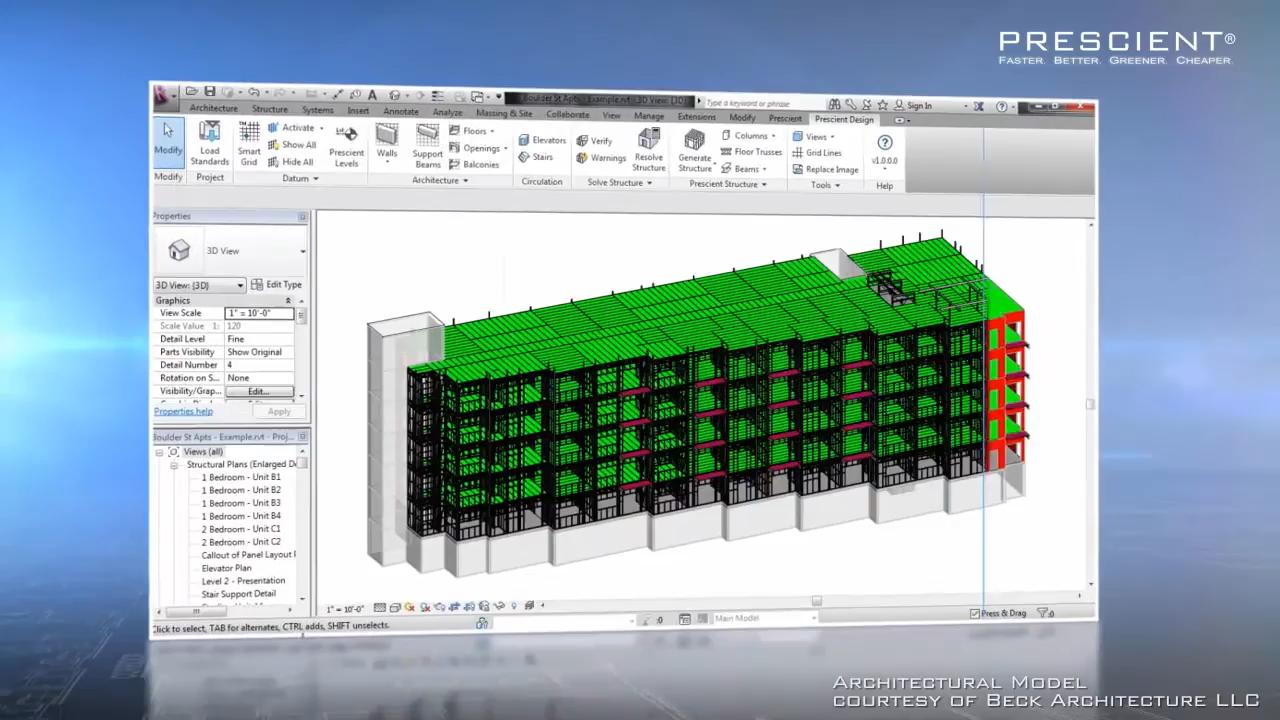 PRESCIENT®
FASTER. BETTER. GREENER. CHEAPER.
Boulder St Apts - Example.rvt - 3D View: {3D}
Type a keyword or phrase
Sign In
Architecture Structure Systems Insert Annotate Analyze Massing & Site Collaborate View Manage Extensions Modify Prescient Prescient Design
Modify
Load Standards
Smart Grid
Activate
Show All
Hide All
Prescient Levels
Walls
Support Beams
Floors
Openings
Balconies
Elevators
Stairs
Verify
Warnings
Resolve Structure
Generate Structure
Columns
Floor Trusses
Beams
Views
Grid Lines
Replace Image
v1.0.0.0
Modify Project Datum Architecture Circulation Solve Structure Prescient Structure Tools Help
Properties
3D View
3D View: {3D} Edit Type
Graphics
View Scale 1" = 10'-0"
Scale Value 1: 120
Detail Level Fine
Parts Visibility Show Original
Detail Number 4
Rotation on S... None
Visibility/Grap... Edit...
Properties help Apply
Boulder St Apts - Example.rvt - Proj...
Views (all)
Structural Plans (Enlarged D
1 Bedroom - Unit B1
1 Bedroom - Unit B2
1 Bedroom - Unit B3
1 Bedroom - Unit B4
2 Bedroom - Unit C1
2 Bedroom - Unit C2
Callout of Panel Layout
Elevator Plan
Level 2 - Presentation
Stair Support Detail
1" = 10'-0"
Click to select, TAB for alternates, CTRL adds, SHIFT unselects.
:0
Main Model
Press & Drag
:0
ARCHITECTURAL MODEL
COURTESY OF BECK ARCHITECTURE LLC